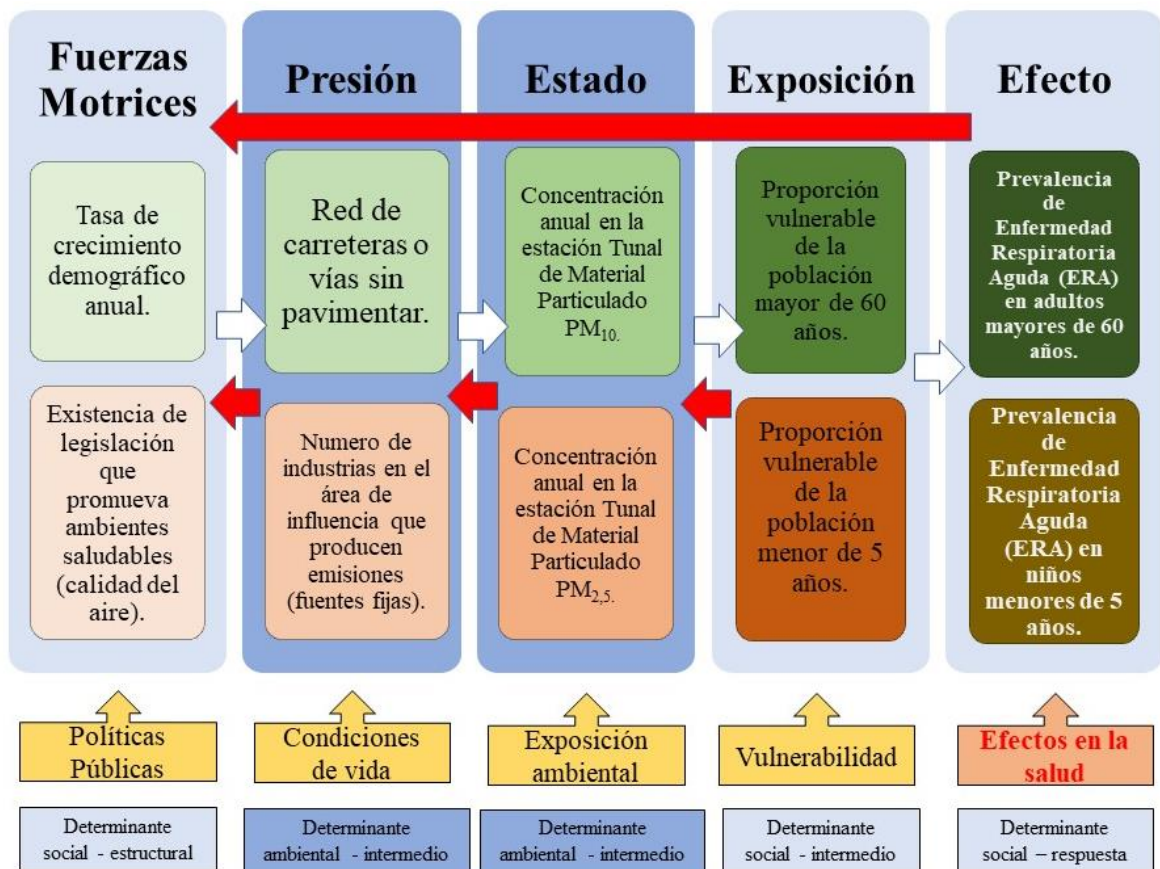 Fuerzas
Motrices
Presión
Estado
Exposición
Efecto
Tasa de
crecimiento
demográfico
anual.
Red de
carreteras o
vías sin
pavimentar.
Concentración
anual en la
estación Tunal
de Material
Particulado
PM10.
Proporción
vulnerable
de la
población
mayor de 60
años.
Prevalencia
de
Enfermedad
Respiratoria
Aguda (ERA)
en adultos
mayores de 60
años.
Existencia de
legislación
que
promueva
ambientes
saludables
(calidad del
aire).
Numero de
industrias en el
área de
influencia que
producen
emisiones
(fuentes fijas).
Concentración
anual en la
estación Tunal
de Material
Particulado
PM2,5.
Proporción
vulnerable
de la
población
menor de 5
años.
Prevalencia
de
Enfermedad
Respiratoria
Aguda
(ERA) en
niños
menores de 5
años.
Políticas
Públicas
Condiciones
de vida
Exposición
ambiental
Vulnerabilidad
Efectos en la
salud
Determinante
social - estructural
Determinante
ambiental - intermedio
Determinante
ambiental - intermedio
Determinante
social - intermedio
Determinante
social – respuesta